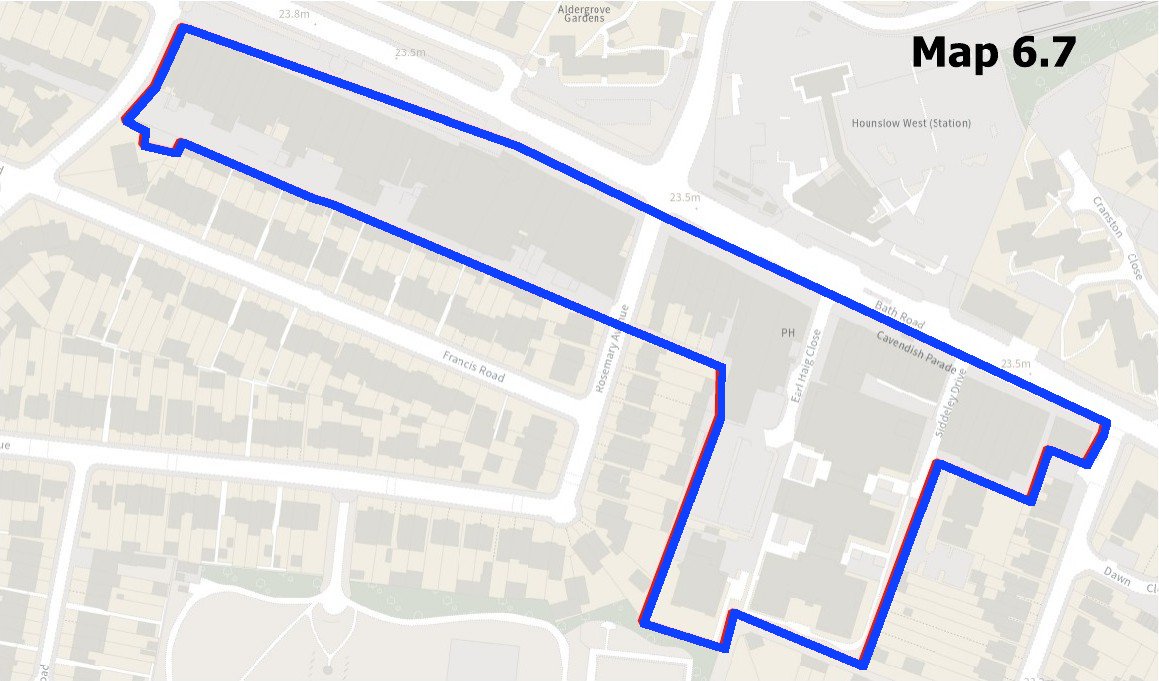 Aldergrove
Gardens
23.8m
23.5m
Map 6.7
Hounslow West (Station)
23.5m
Cranston
Close
Bath Road
PH
Cavendish Parade
Rosemary Avenue
Earl Haig Close
Francis Road
23.5m
Siddeley Drive
Dawn